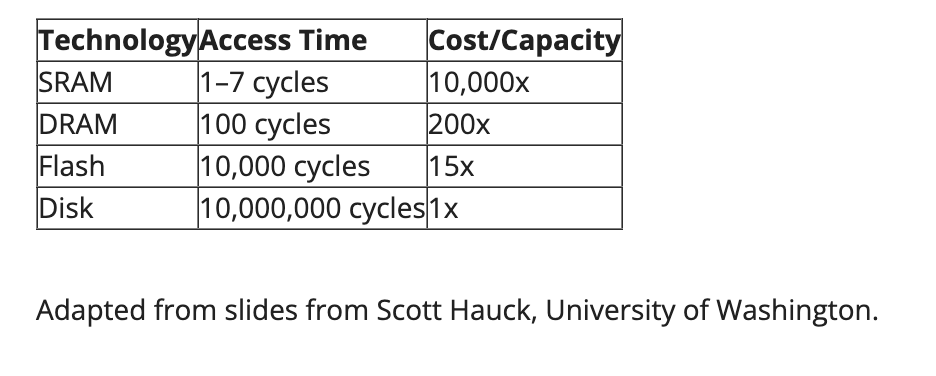 Technology Access Time Cost/Capacity
SRAM 1–7 cycles 10,000x
DRAM 100 cycles 200x
Flash 10,000 cycles 15x
Disk 10,000,000 cycles 1x
Adapted from slides from Scott Hauck, University of Washington.